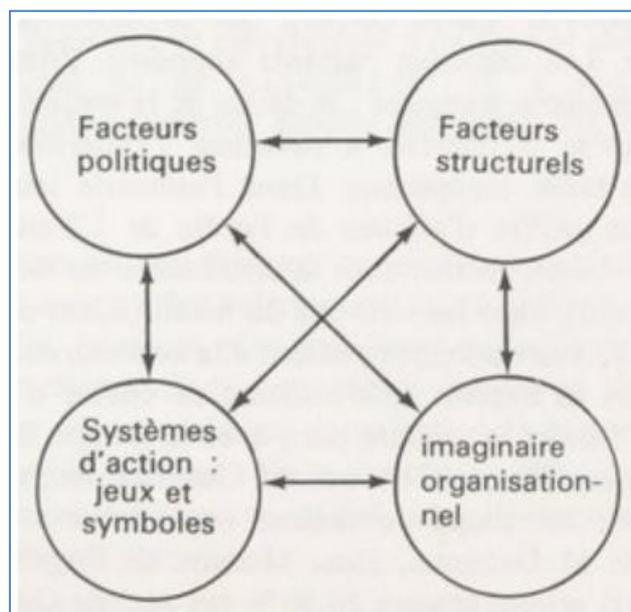 Facteurs
politiques
Facteurs
structurels
Systèmes
d'action :
jeux et
symboles
imaginaire
organisation-
nel